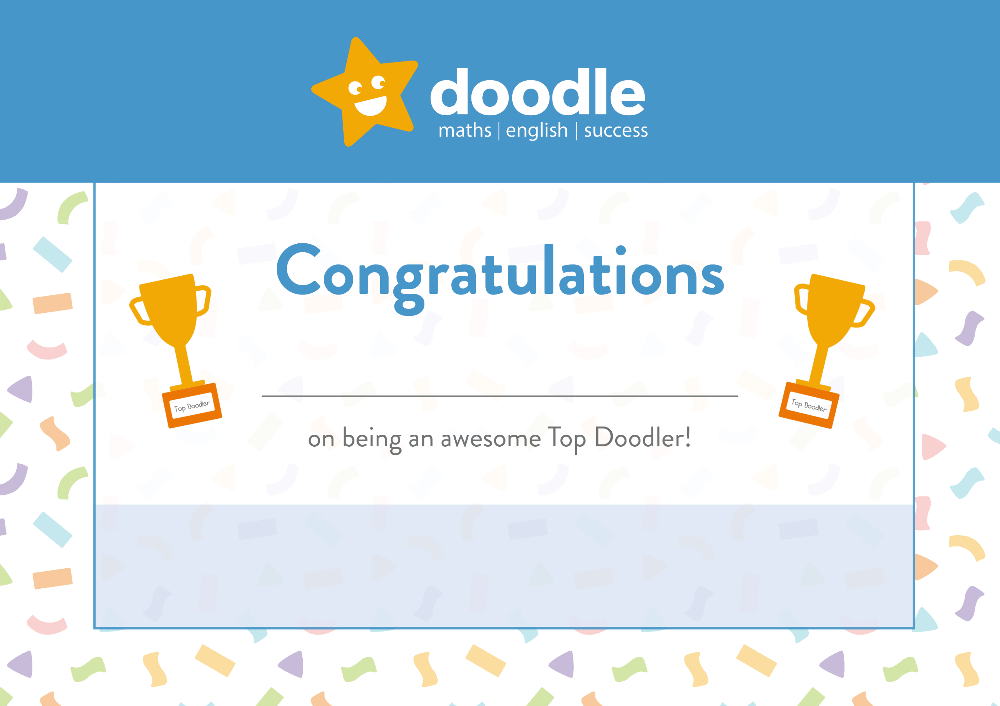 doodle
maths | english | success
Congratulations
Top Doodler
Top Doodler
on being an awesome Top Doodler!